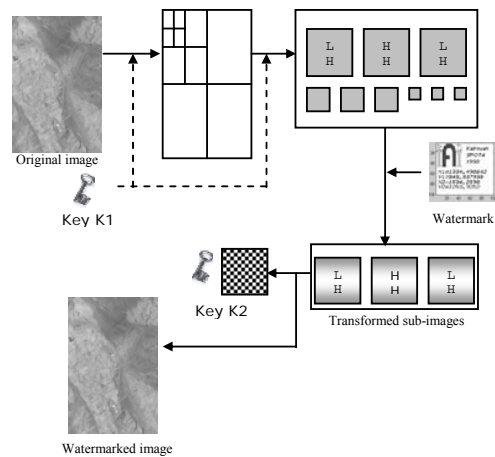 L H L
H H H
Original image
Key K1
Watermark
L H L
H H H
Key K2
Transformed sub-images
Watermarked image